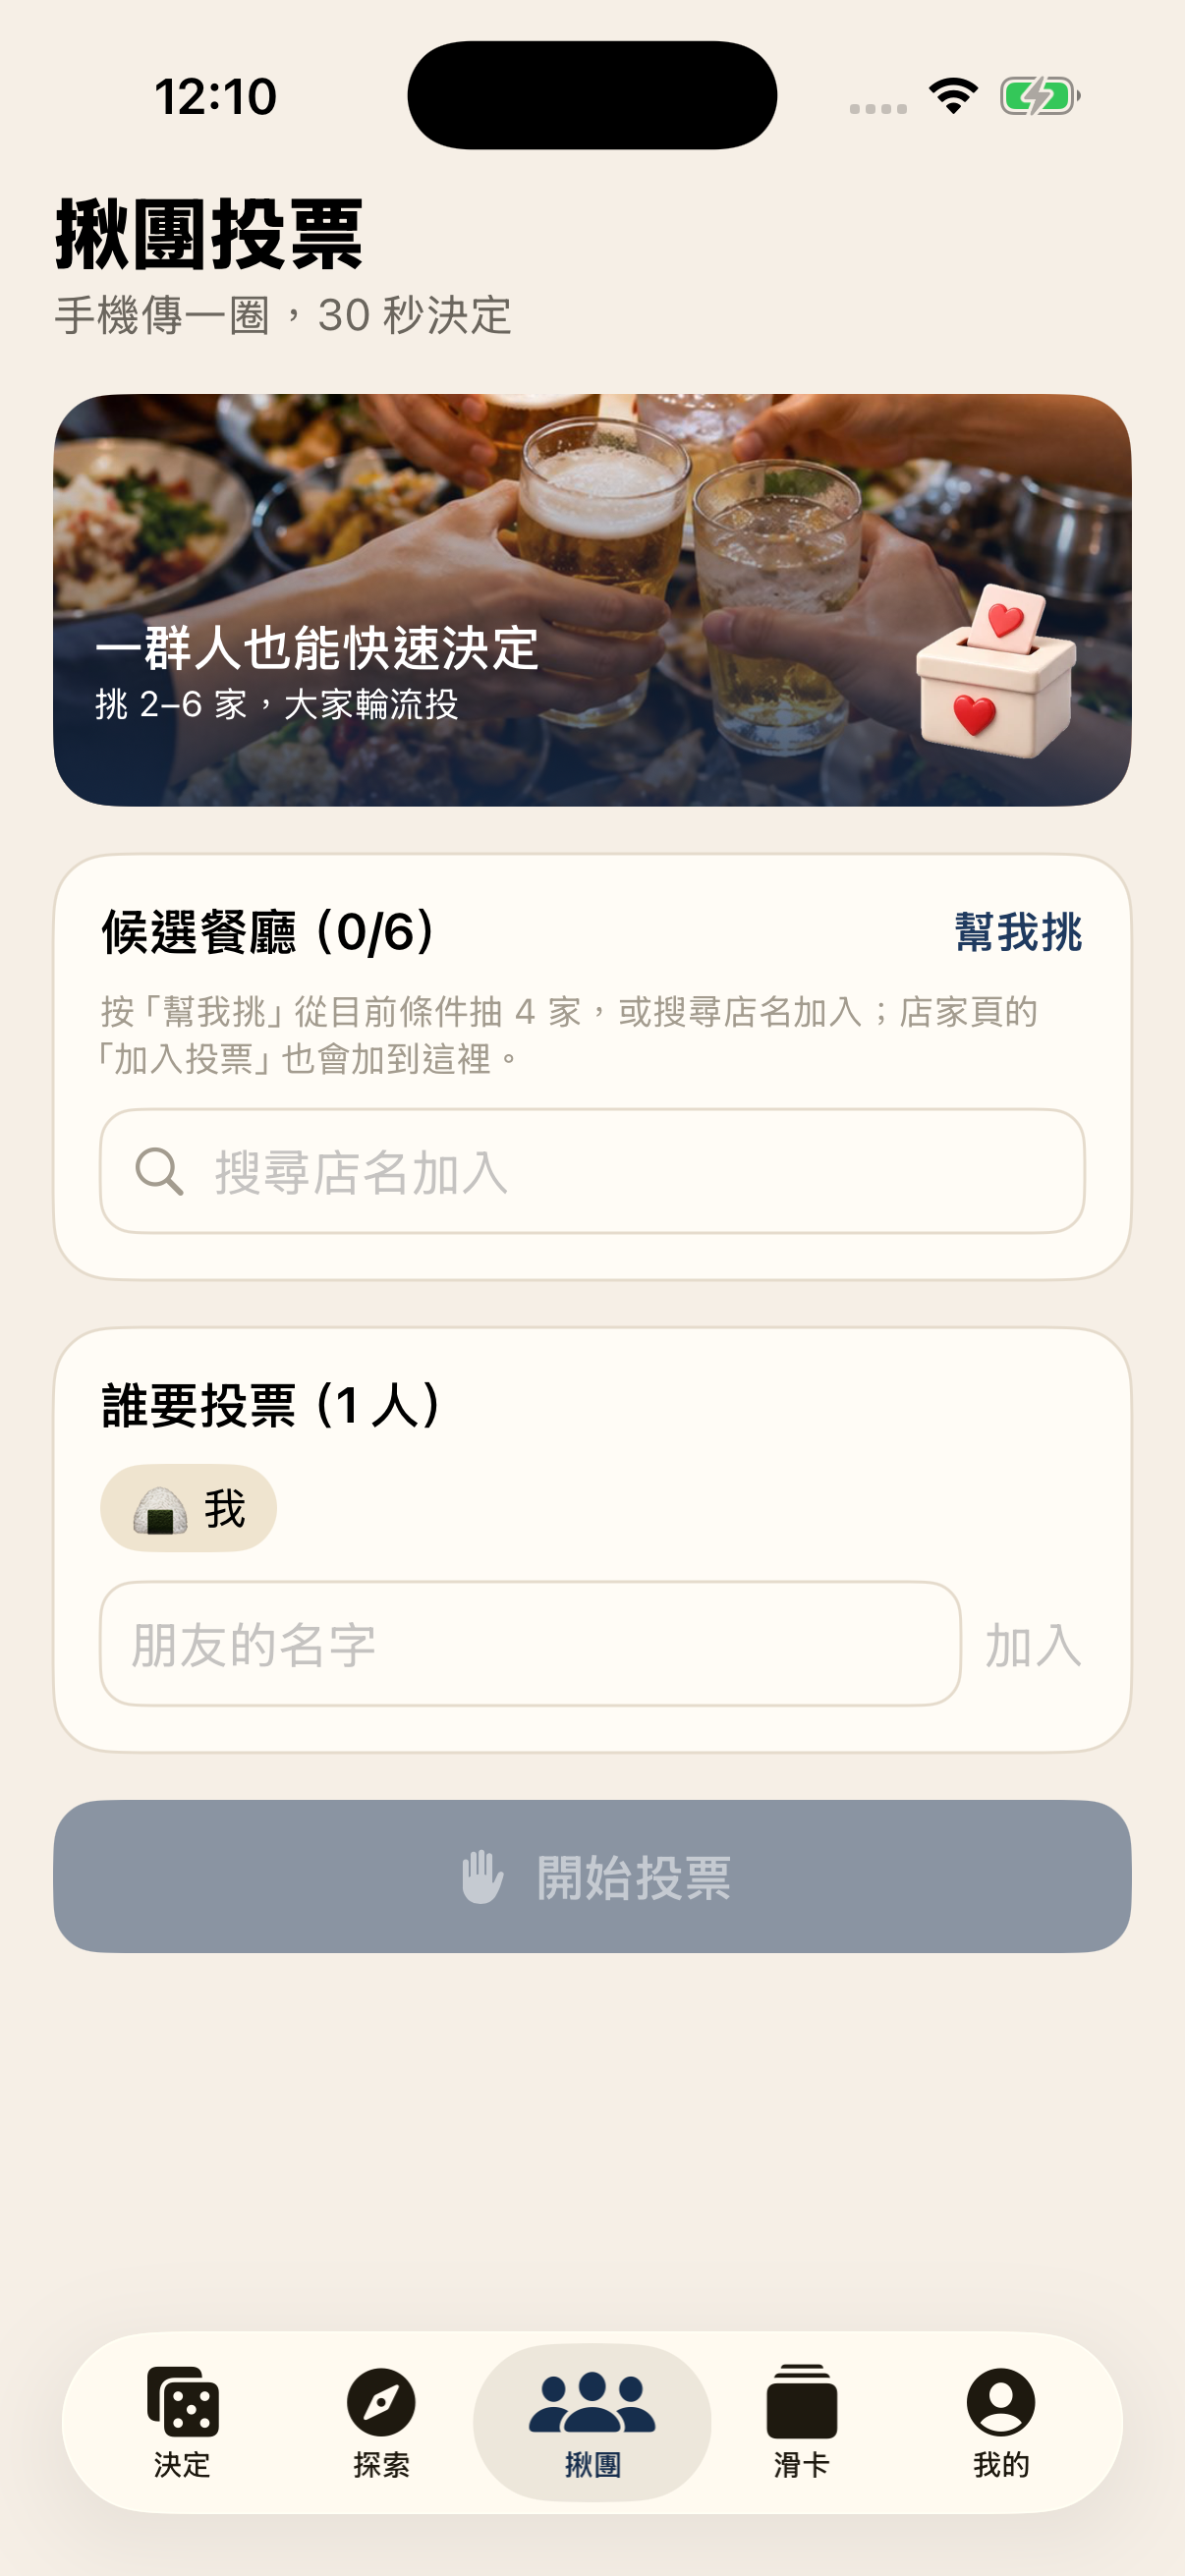 12:10
揪團投票
手機傳一圈，30 秒決定
一群人也能快速決定
挑 2–6 家，大家輪流投
候選餐廳（0/6）
幫我挑
按「幫我挑」從目前條件抽 4 家，或搜尋店名加入；店家頁的
「加入投票」也會加到這裡。
搜尋店名加入
誰要投票（1 人）
我
朋友的名字
加入
開始投票
決定
探索
揪團
滑卡
我的